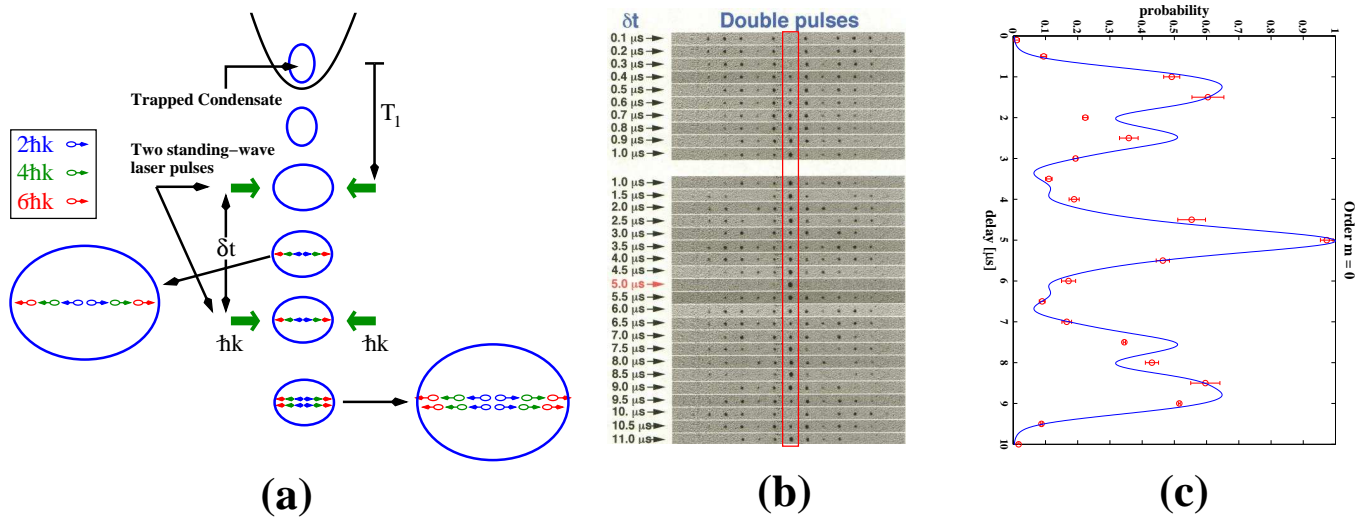 Trapped Condensate
T1
2ħk
4ħk
6ħk
Two standing–wave
laser pulses
δt
ħk
ħk
(a)
δt
Double pulses
0.1 μs
0.2 μs
0.3 μs
0.4 μs
0.5 μs
0.6 μs
0.7 μs
0.8 μs
0.9 μs
1.0 μs
1.0 μs
1.5 μs
2.0 μs
2.5 μs
3.0 μs
3.5 μs
4.0 μs
4.5 μs
5.0 μs
5.5 μs
6.0 μs
6.5 μs
7.0 μs
7.5 μs
8.0 μs
8.5 μs
9.0 μs
9.5 μs
10. μs
10.5 μs
11.0 μs
(b)
probability
0 0.1 0.2 0.3 0.4 0.5 0.6 0.7 0.8 0.9 1
0
1
2
3
4
5
6
7
8
9
10
delay [μs]
Order m = 0
(c)